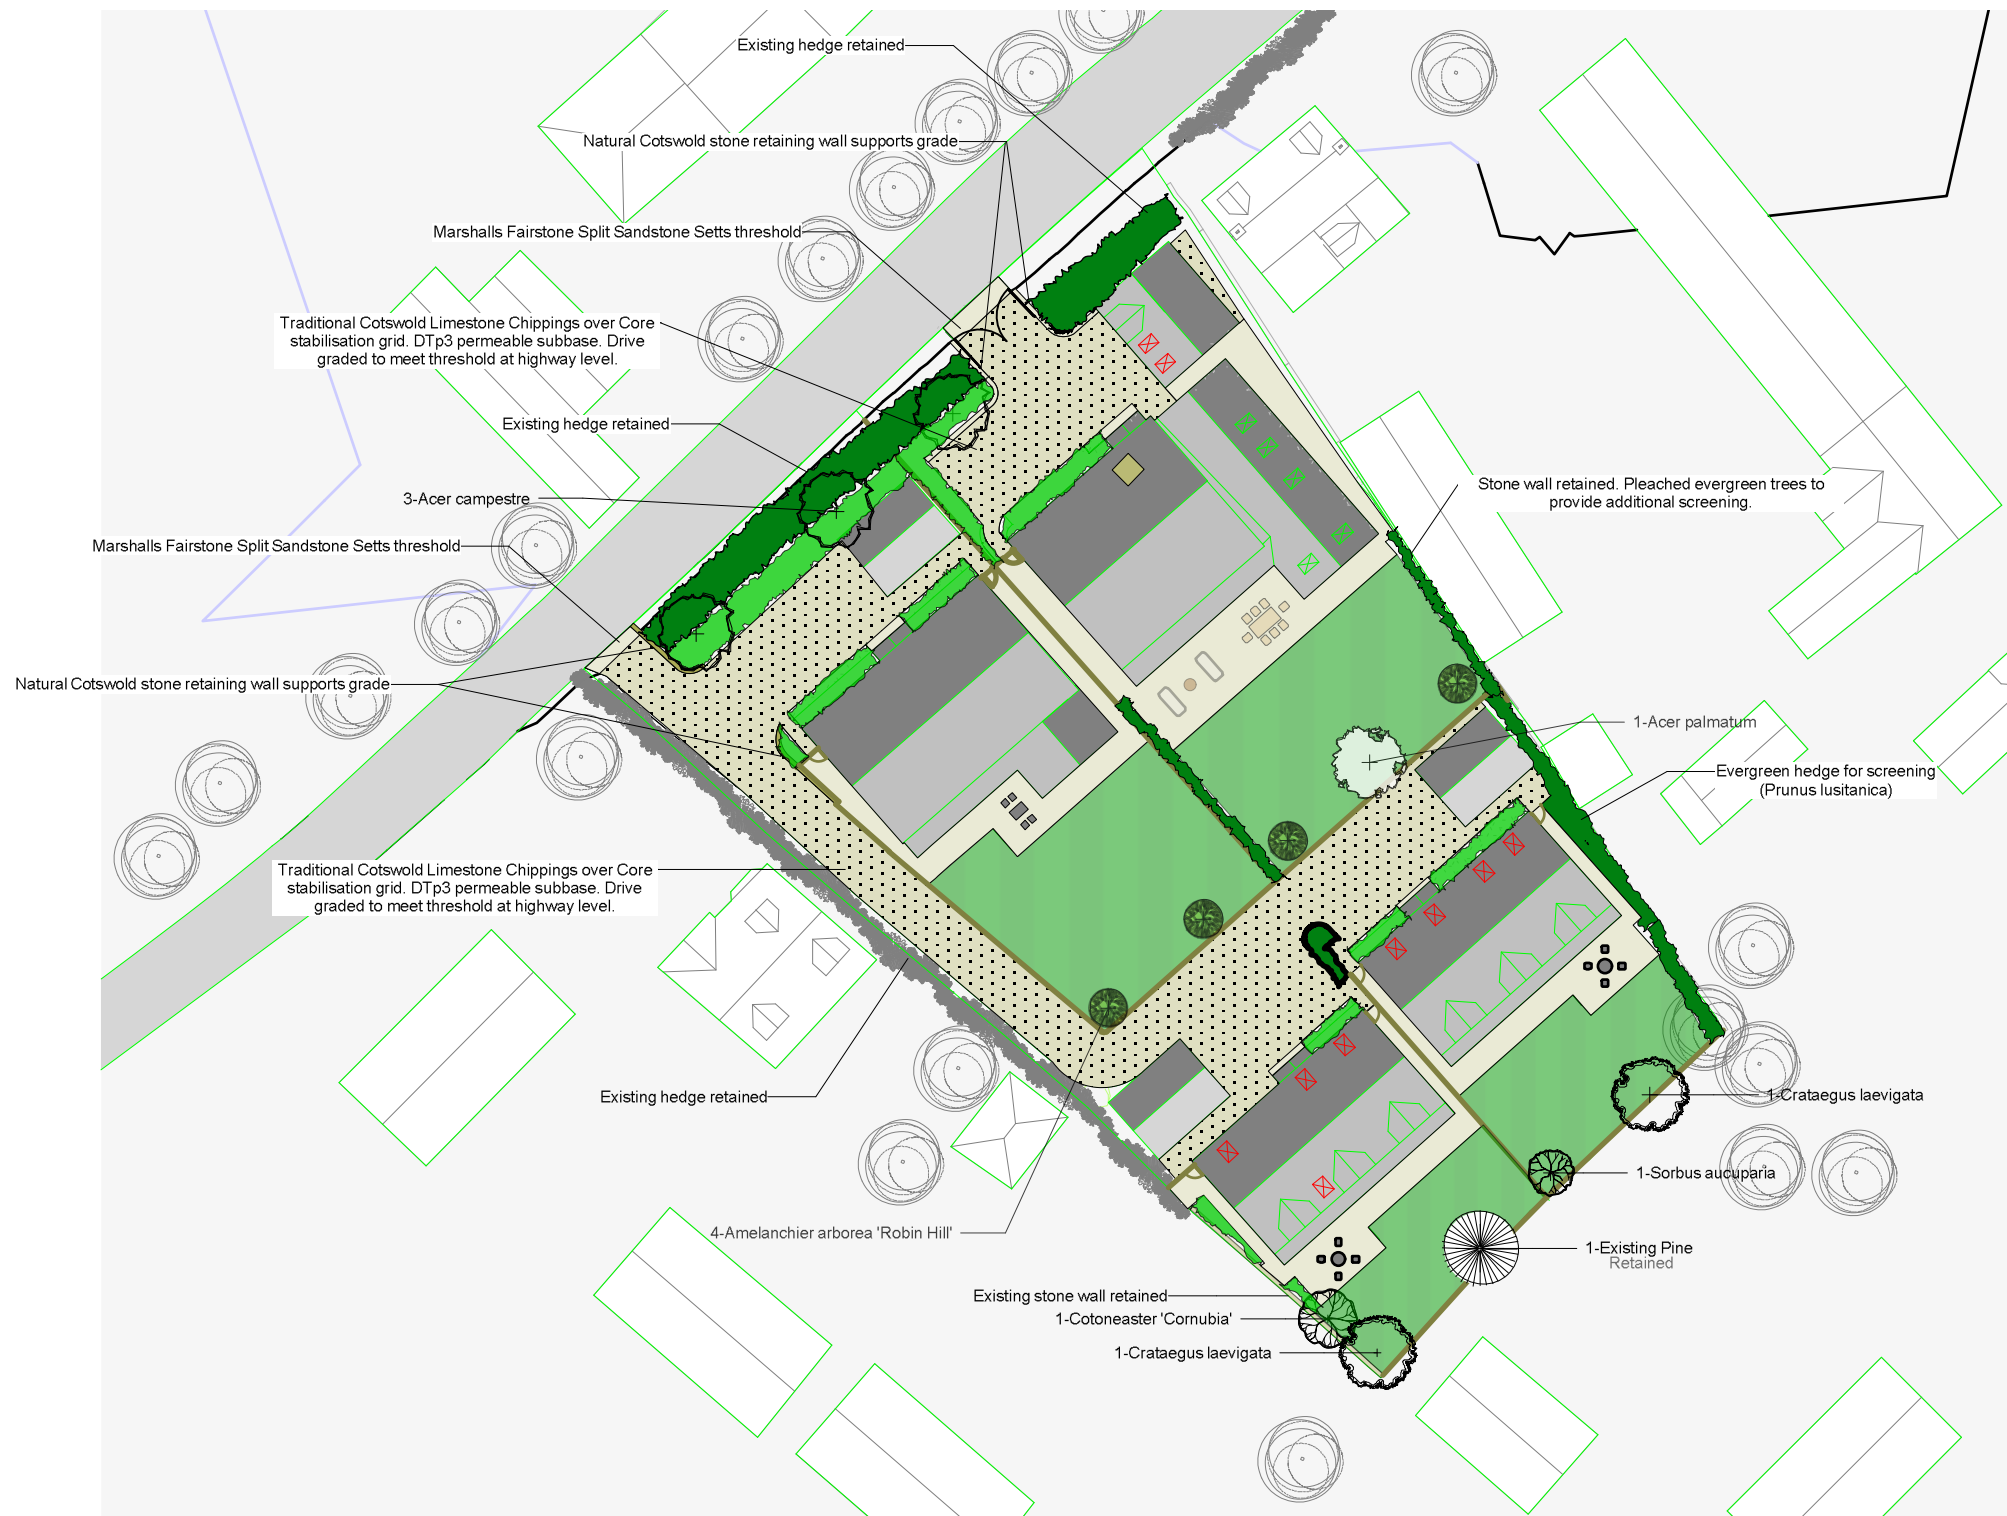 Existing hedge retained
Natural Cotswold stone retaining wall supports grade
Marshalls Fairstone Split Sandstone Setts threshold
Traditional Cotswold Limestone Chippings over Core
stabilisation grid. DTp3 permeable subbase. Drive
graded to meet threshold at highway level.
Existing hedge retained
3-Acer campestre
Stone wall retained. Pleached evergreen trees to
provide additional screening.
Marshalls Fairstone Split Sandstone Setts threshold
Natural Cotswold stone retaining wall supports grade
1-Acer palmatum
Evergreen hedge for screening
(Prunus lusitanica)
Traditional Cotswold Limestone Chippings over Core
stabilisation grid. DTp3 permeable subbase. Drive
graded to meet threshold at highway level.
Existing hedge retained
1-Crataegus laevigata
1-Sorbus aucuparia
4-Amelanchier arborea 'Robin Hill'
1-Existing Pine
Retained
Existing stone wall retained
1-Cotoneaster 'Cornubia'
1-Crataegus laevigata